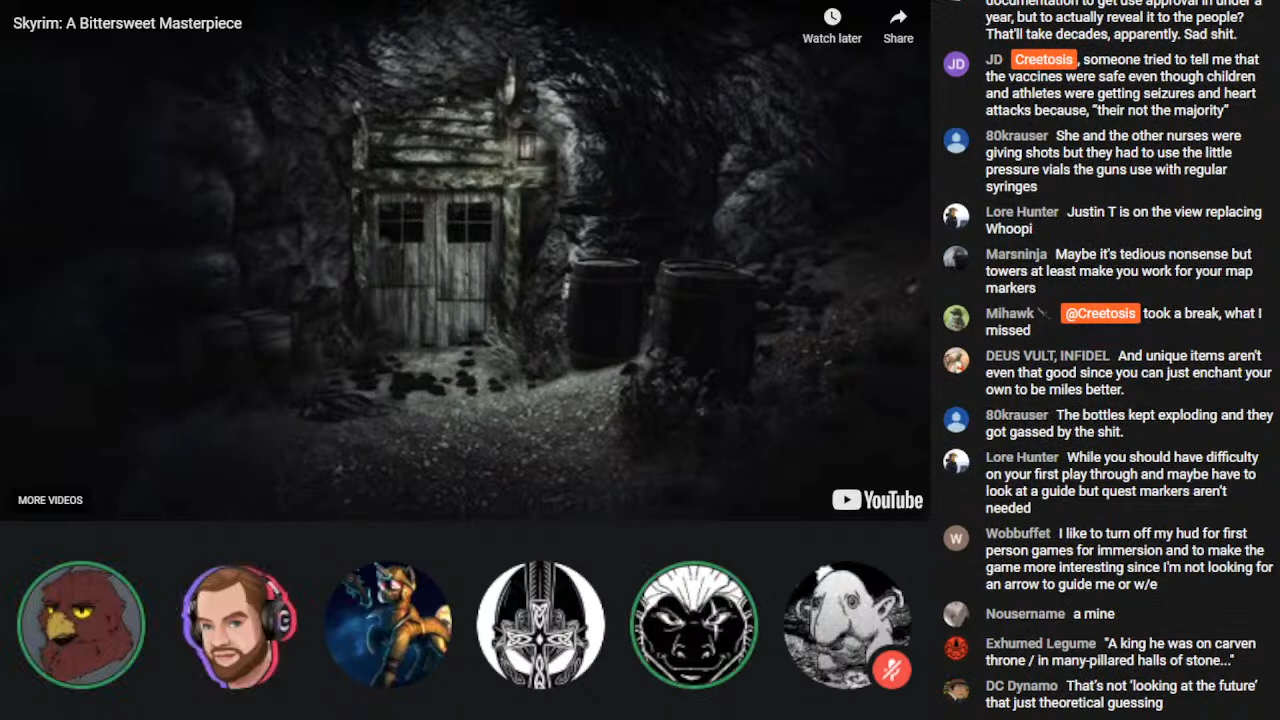 Skyrim: A Bittersweet Masterpiece
Watch later
Share
MORE VIDEOS
YouTube
documentation to get use approval in under a
year, but to actually reveal it to the people?
That'll take decades, apparently. Sad shit.
JD
JD Creetosis, someone tried to tell me that
the vaccines were safe even though children
and athletes were getting seizures and heart
attacks because, "their not the majority"
80krauser She and the other nurses were
giving shots but they had to use the little
pressure vials the guns use with regular
syringes
Lore Hunter Justin T is on the view replacing
Whoopi
Marsninja Maybe it's tedious nonsense but
towers at least make you work for your map
markers
Mihawk @Creetosis took a break, what I
missed
DEUS VULT, INFIDEL And unique items aren't
even that good since you can just enchant your
own to be miles better.
80krauser The bottles kept exploding and they
got gassed by the shit.
Lore Hunter While you should have difficulty
on your first play through and maybe have to
look at a guide but quest markers aren't
needed
W
Wobbuffet I like to turn off my hud for first
person games for immersion and to make the
game more interesting since I'm not looking for
an arrow to guide me or w/e
Nousername a mine
Exhumed Legume "A king he was on carven
throne / in many-pillared halls of stone..."
DC Dynamo That's not 'looking at the future'
that just theoretical guessing